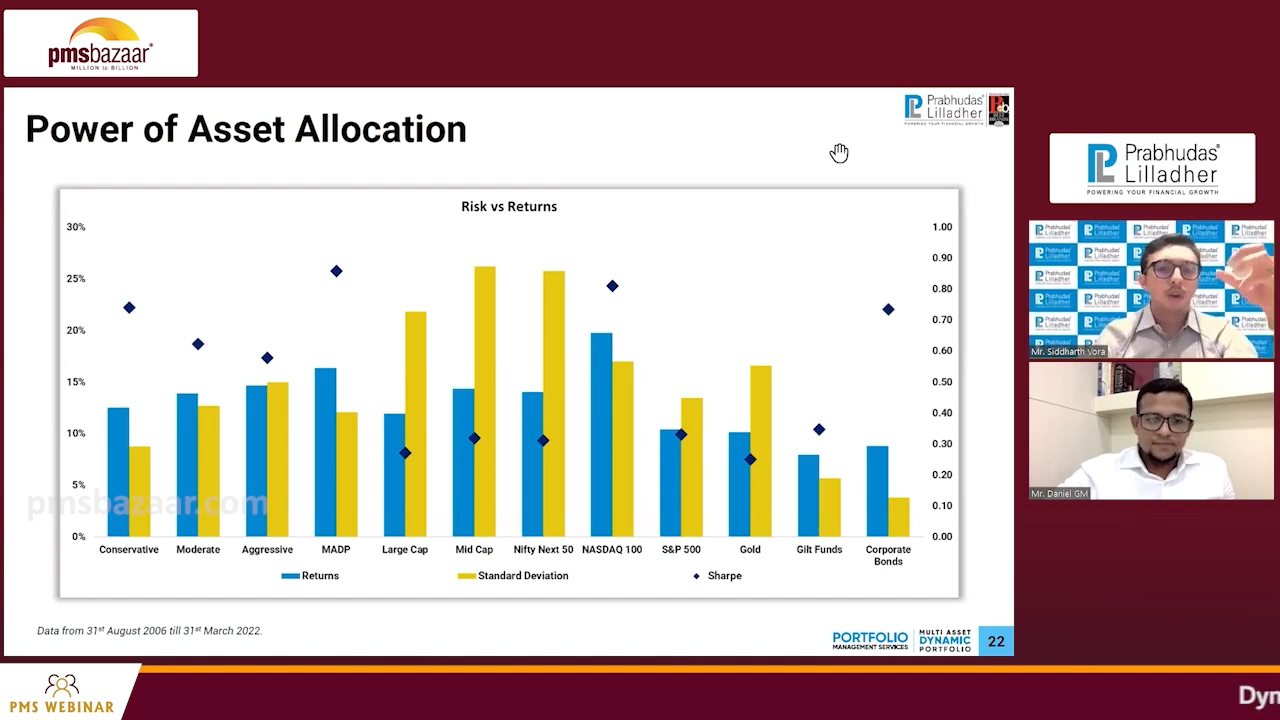 pmsbazaar
MILLION to BILLION
Power of Asset Allocation
Prabhudas
Lilladher
POWERING YOUR FINANCIAL GROWTH
Prabhudas
Lilladher
POWERING YOUR FINANCIAL GROWTH
Risk vs Returns
30%
25%
20%
15%
10%
5%
0%
1.00
0.90
0.80
0.70
0.60
0.50
0.40
0.30
0.20
0.10
0.00
pmsbazaar.com
Conservative Moderate Aggressive MADP Large Cap Mid Cap Nifty Next 50 NASDAQ 100 S&P 500 Gold Gilt Funds Corporate
Bonds
Returns Standard Deviation Sharpe
Mr. Siddharth Vora
Mr. Daniel GM
Data from 31st August 2006 till 31st March 2022.
PORTFOLIO
MANAGEMENT SERVICES
MULTI ASSET
DYNAMIC
PORTFOLIO
22
PMS WEBINAR
Dyn